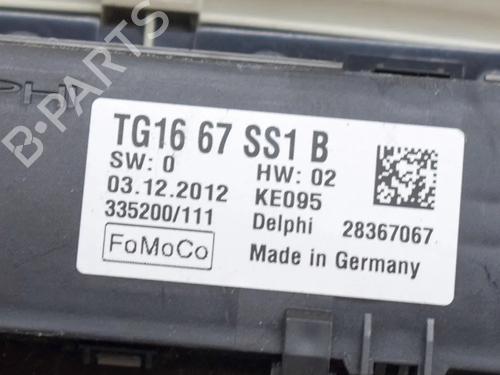 B-PARTS
TG16 67 SS1 B
SW: 0 HW: 02
03.12.2012 KE095
335200/111 Delphi 28367067
FoMoCo Made in Germany